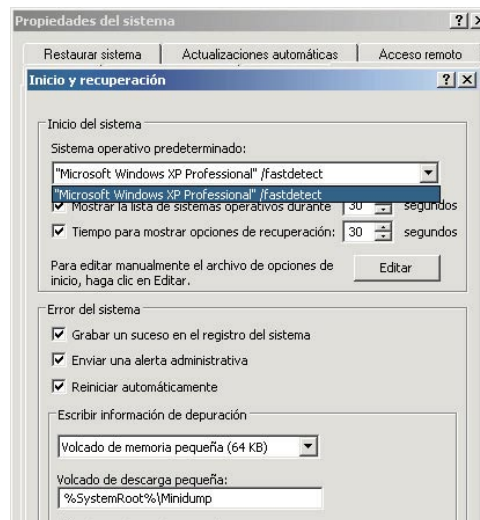 Propiedades del sistema
Restaurar sistema
Actualizaciones automáticas
Acceso remoto
Inicio y recuperación
Inicio del sistema
Sistema operativo predeterminado:
"Microsoft Windows XP Professional" /fastdetect
"Microsoft Windows XP Professional" /fastdetect
Mostrar la lista de sistemas operativos durante 30 segundos
Tiempo para mostrar opciones de recuperación: 30 segundos
Para editar manualmente el archivo de opciones de
inicio, haga clic en Editar.
Editar
Error del sistema
Grabar un suceso en el registro del sistema
Enviar una alerta administrativa
Reiniciar automáticamente
Escribir información de depuración
Volcado de memoria pequeña (64 KB)
Volcado de descarga pequeña:
%SystemRoot%\Minidump